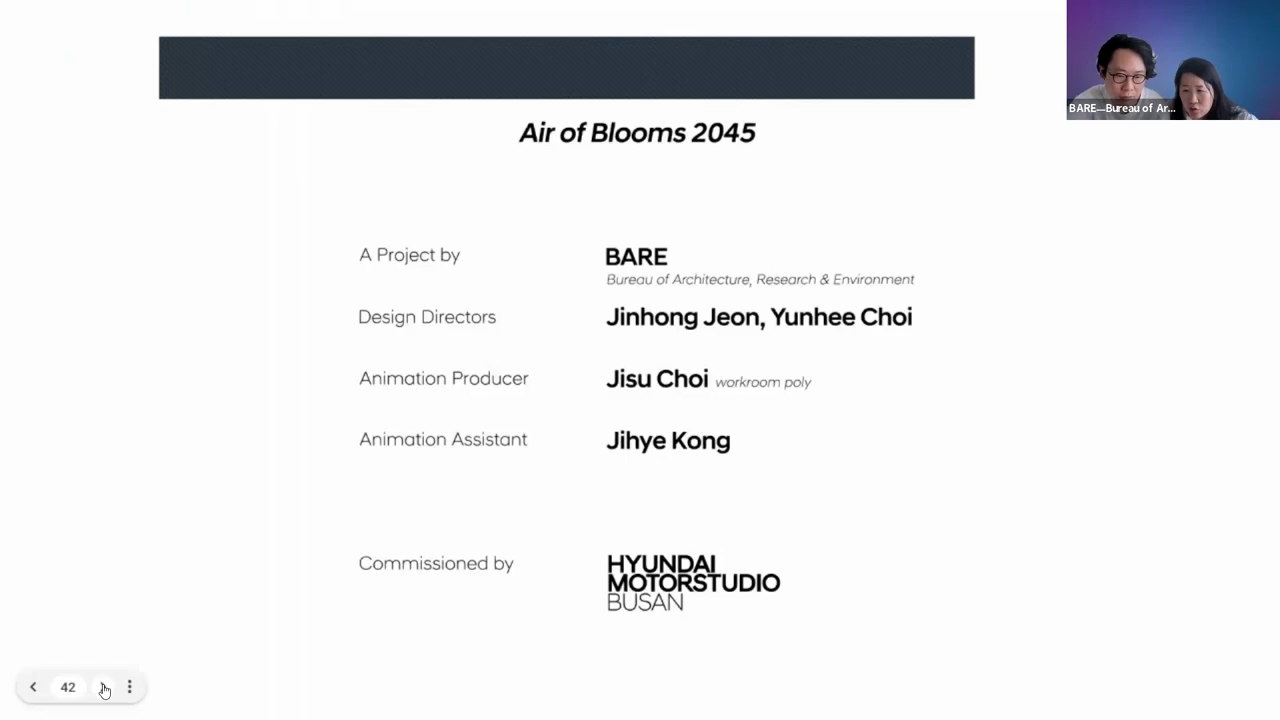 BARE—Bureau of Ar...
Air of Blooms 2045
A Project by
BARE
Bureau of Architecture, Research & Environment
Design Directors
Jinhong Jeon, Yunhee Choi
Animation Producer
Jisu Choi workroom poly
Animation Assistant
Jihye Kong
Commissioned by
HYUNDAI
MOTORSTUDIO
BUSAN
42